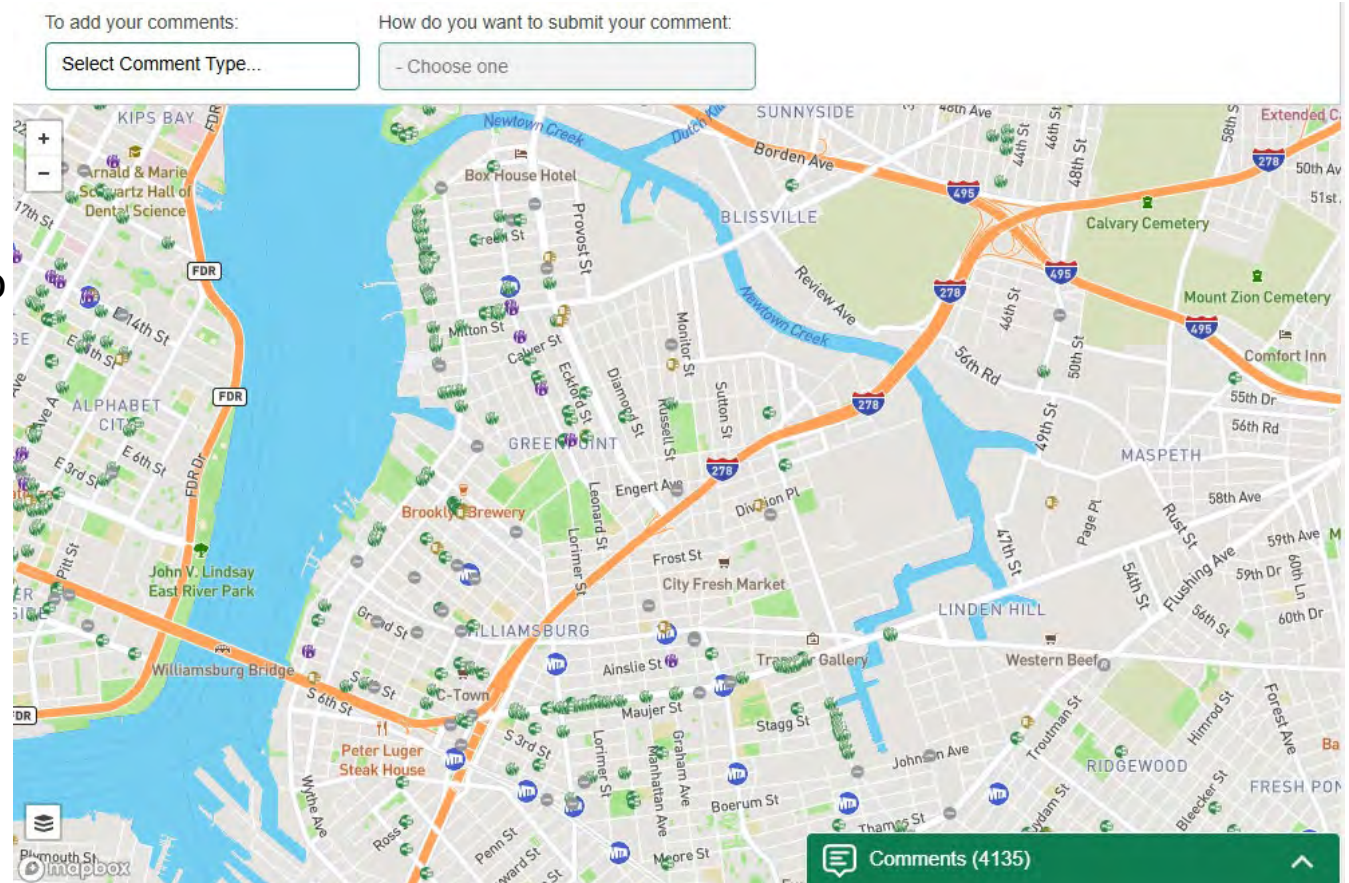 To add your comments:
How do you want to submit your comment:
Select Comment Type...
- Choose one
KIPS BAY
FDR
Newtown Creek
SUNNYSIDE
48th Ave
44th St
46th St
48th St
58th S
Extended C
+
−
Arnald & Marie
Schwartz Hall of
Dental Science
17th St
Box House Hotel
Borden Ave
495
278
50th Av
51st
Provost St
Green St
BLISSVILLE
Calvary Cemetery
FDR
Review Ave
278
495
Mount Zion Cemetery
46th St
E 14th St
Milton St
Calyer St
Monitor St
Newtown Creek
50th St
495
Comfort Inn
56th Rd
Eckford St
Diamond St
Sutton St
Russell St
FDR
278
55th Dr
56th Rd
Ave A
ALPHABET
CITY
E 6th St
E 3rd St
FDR Dr
GREENPOINT
278
49th St
MASPETH
Engert Ave
Division Pl
Leonard St
Lorimer St
Brooklyn Brewery
58th Ave
Page Pl
Rust St
47th St
59th Ave
M
Pitt St
John V. Lindsay
East River Park
Frost St
City Fresh Market
54th St
Flushing Ave
59th Dr
60th Ln
60th Dr
56th St
LINDEN HILL
Grand St
WILLIAMSBURG
MTA
Williamsburg Bridge
Ainslie St
Western Beef
S 6th St
C-Town
Maujer St
Stagg St
Troutman St
Himrod St
Forest Ave
DR
Peter Luger
Steak House
S 3rd St
Lorimer St
Manhattan Ave
Graham Ave
Johnson Ave
Ba
RIDGEWOOD
FRESH PON
Wythe Ave
Boerum St
Bleecker St
Thames St
Ross
Penn St
Moore St
Plymouth St
mapbox
Comments (4135)